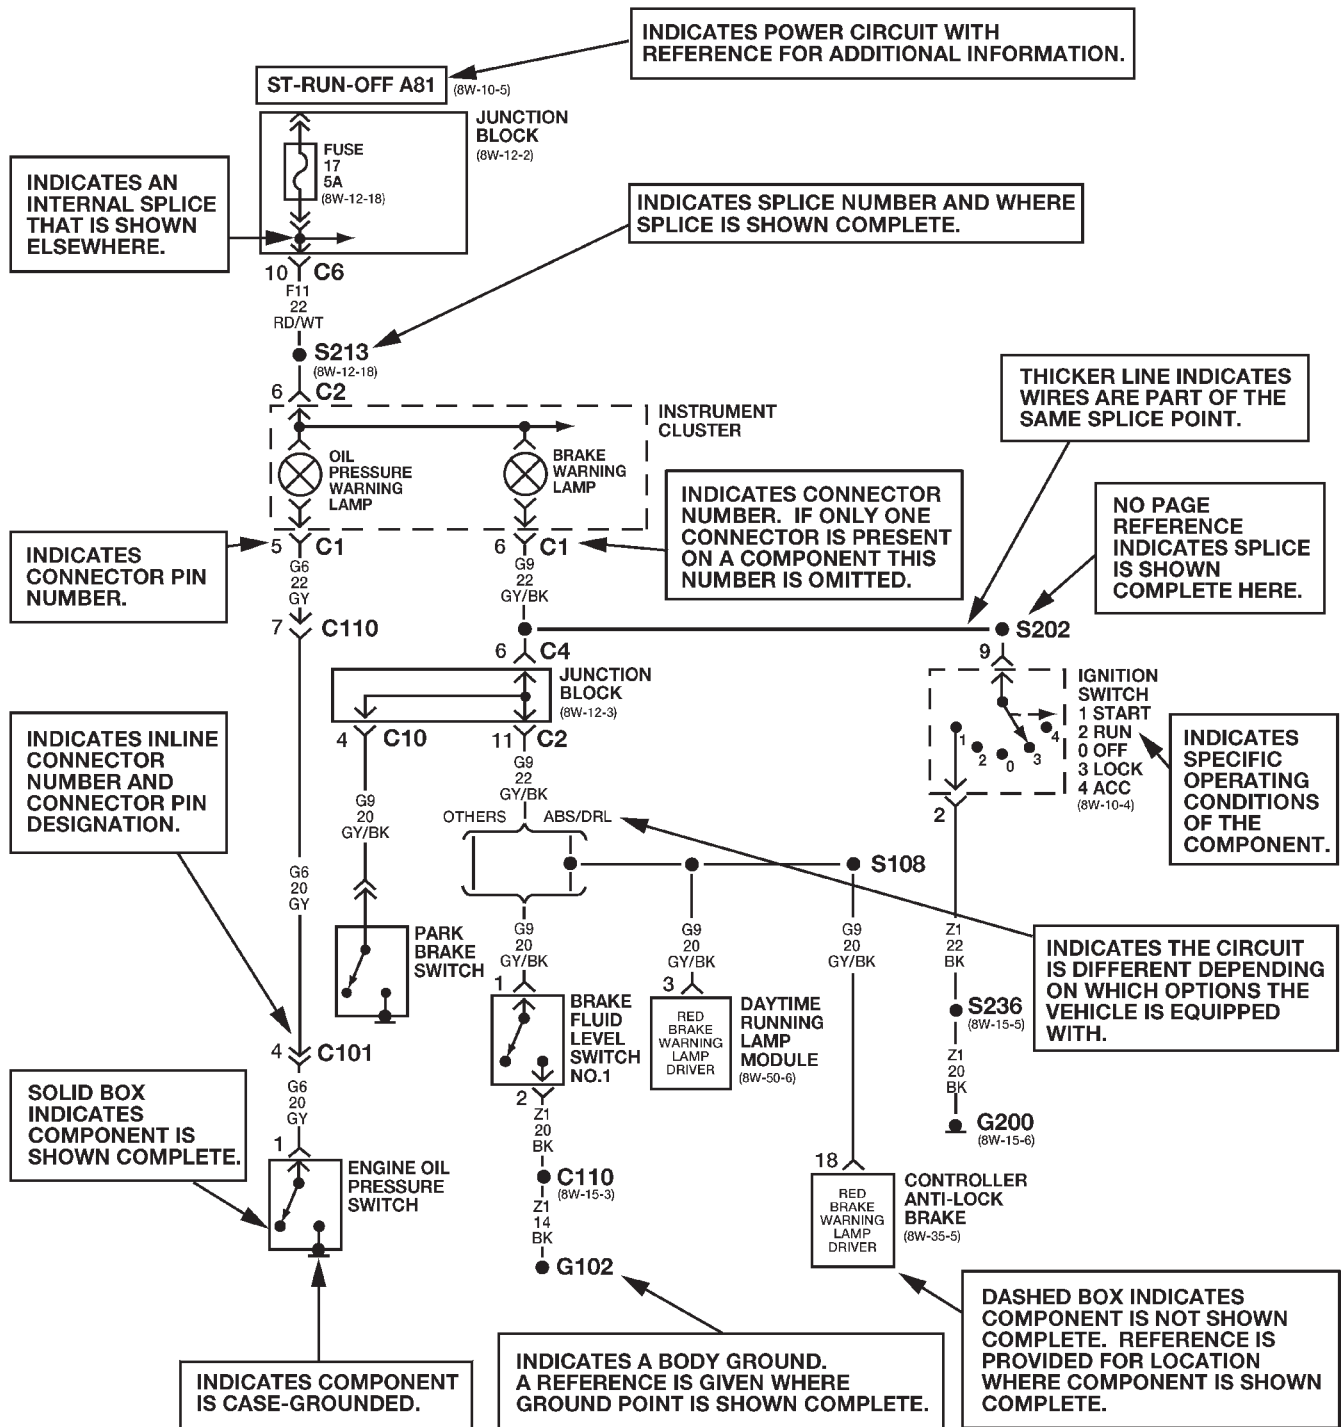 INDICATES POWER CIRCUIT WITH
REFERENCE FOR ADDITIONAL INFORMATION.
ST-RUN-OFF A81
(8W-10-5)
JUNCTION
BLOCK
(8W-12-2)
FUSE
17
5A
(8W-12-18)
INDICATES AN
INTERNAL SPLICE
THAT IS SHOWN
ELSEWHERE.
INDICATES SPLICE NUMBER AND WHERE
SPLICE IS SHOWN COMPLETE.
10 C6
F11
22
RD/WT
S213
(8W-12-18)
6 C2
THICKER LINE INDICATES
WIRES ARE PART OF THE
SAME SPLICE POINT.
INSTRUMENT
CLUSTER
OIL
PRESSURE
WARNING
LAMP
BRAKE
WARNING
LAMP
INDICATES CONNECTOR
NUMBER. IF ONLY ONE
CONNECTOR IS PRESENT
ON A COMPONENT THIS
NUMBER IS OMITTED.
NO PAGE
REFERENCE
INDICATES SPLICE
IS SHOWN
COMPLETE HERE.
INDICATES
CONNECTOR PIN
NUMBER.
5 C1
G6
22
GY
6 C1
G9
22
GY/BK
7 C110
S202
6 C4
9
JUNCTION
BLOCK
(8W-12-3)
IGNITION
SWITCH
1 START
2 RUN
0 OFF
3 LOCK
4 ACC
(8W-10-4)
1
2
0
3
4
2
INDICATES
SPECIFIC
OPERATING
CONDITIONS
OF THE
COMPONENT.
INDICATES INLINE
CONNECTOR
NUMBER AND
CONNECTOR PIN
DESIGNATION.
4 C10
11 C2
G9
22
GY/BK
G9
20
GY/BK
OTHERS ABS/DRL
S108
G6
20
GY
PARK
BRAKE
SWITCH
G9
20
GY/BK
G9
20
GY/BK
G9
20
GY/BK
Z1
22
BK
INDICATES THE CIRCUIT
IS DIFFERENT DEPENDING
ON WHICH OPTIONS THE
VEHICLE IS EQUIPPED
WITH.
1
BRAKE
FLUID
LEVEL
SWITCH
NO.1
3
RED
BRAKE
WARNING
LAMP
DRIVER
DAYTIME
RUNNING
LAMP
MODULE
(8W-50-6)
S236
(8W-15-5)
Z1
20
BK
G200
(8W-15-6)
4 C101
G6
20
GY
SOLID BOX
INDICATES
COMPONENT IS
SHOWN COMPLETE.
1
ENGINE OIL
PRESSURE
SWITCH
2
Z1
20
BK
C110
(8W-15-3)
Z1
14
BK
G102
18
RED
BRAKE
WARNING
LAMP
DRIVER
CONTROLLER
ANTI-LOCK
BRAKE
(8W-35-5)
INDICATES COMPONENT
IS CASE-GROUNDED.
INDICATES A BODY GROUND.
A REFERENCE IS GIVEN WHERE
GROUND POINT IS SHOWN COMPLETE.
DASHED BOX INDICATES
COMPONENT IS NOT SHOWN
COMPLETE. REFERENCE IS
PROVIDED FOR LOCATION
WHERE COMPONENT IS SHOWN
COMPLETE.